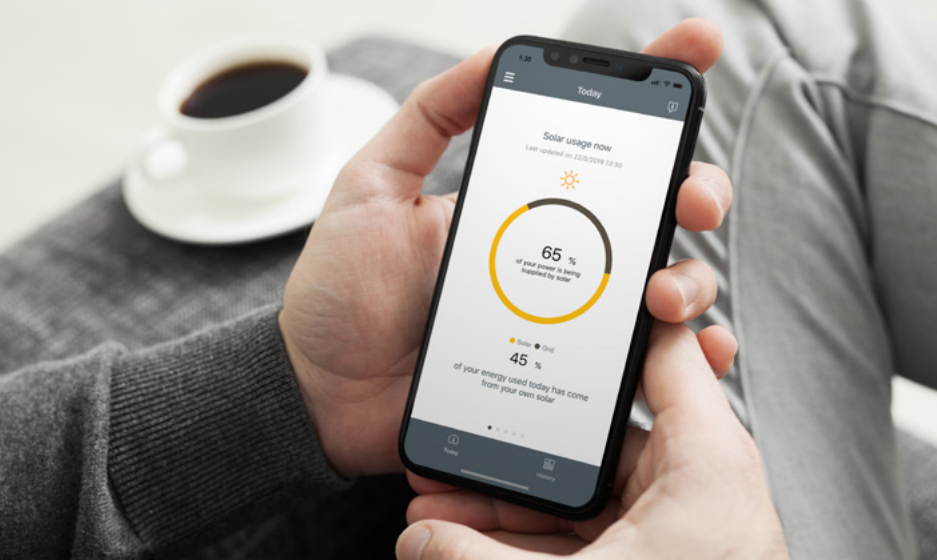 1:30
Today
Solar usage now
Last updated on 22/5/2019 12:30
65 %
of your power is being
supplied by solar
Solar Grid
45 %
of your energy used today has come
from your own solar
Today
History